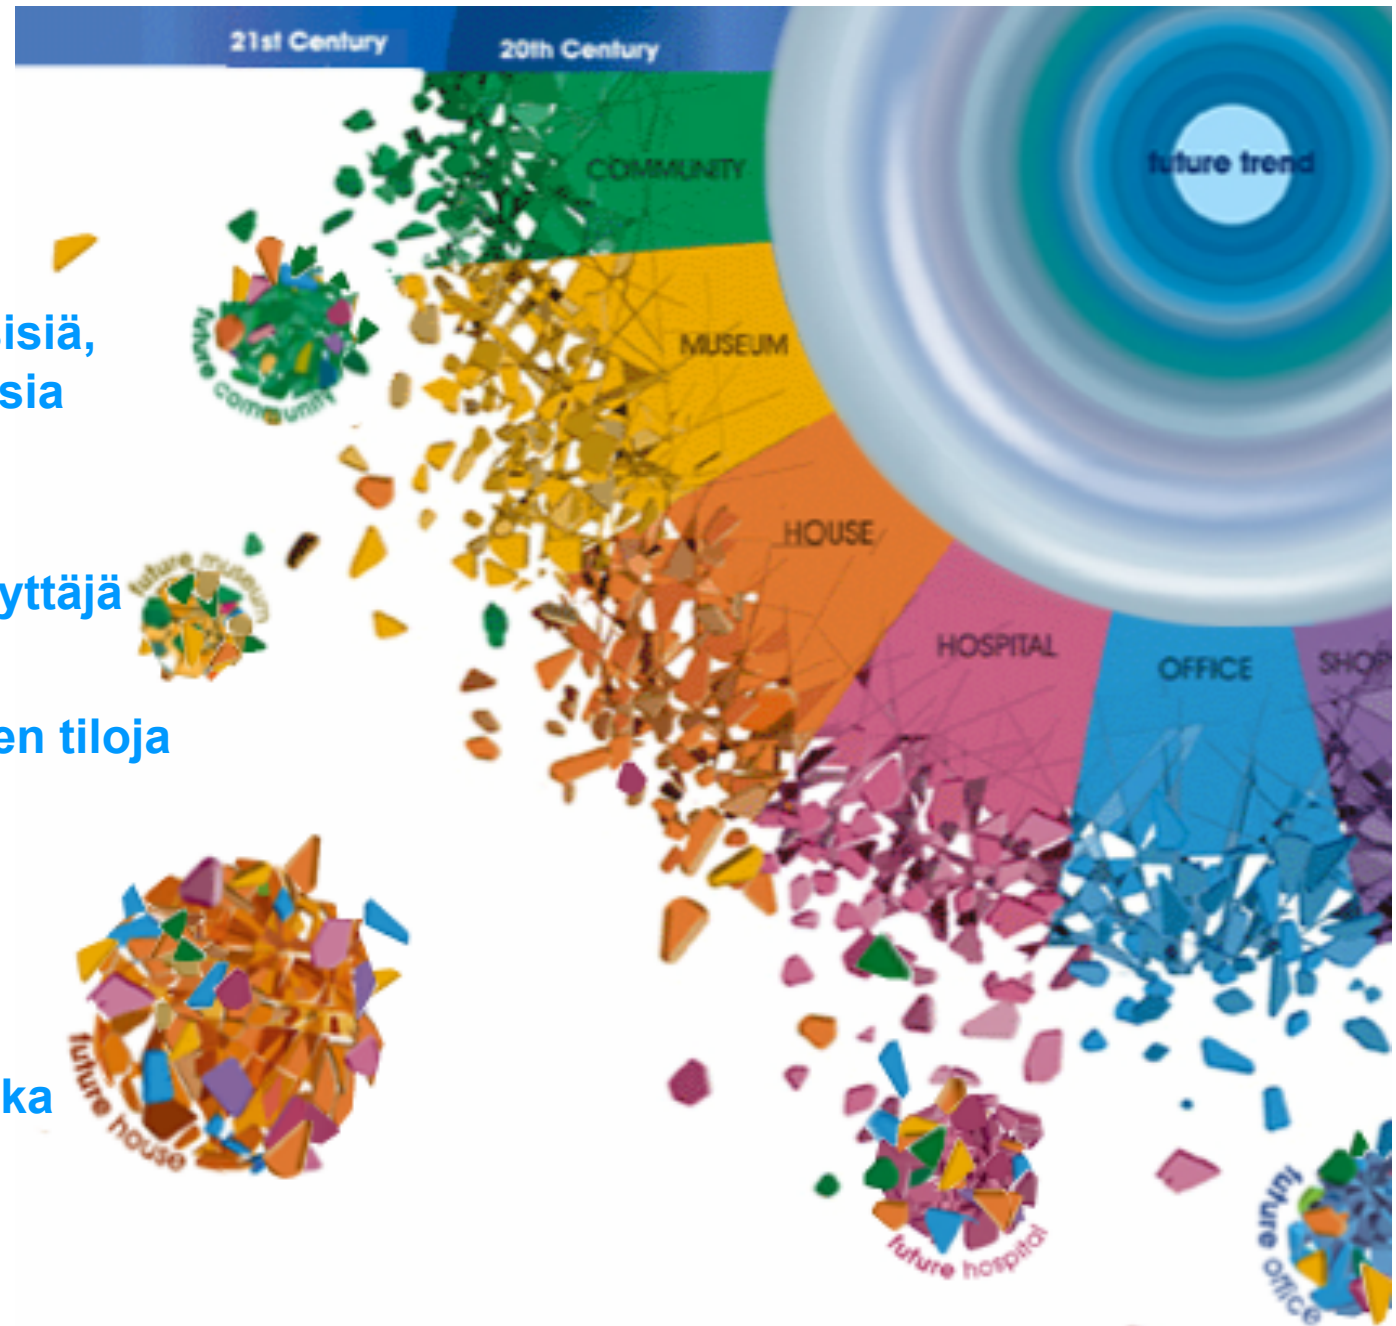 21st Century
20th Century
COMMUNITY
future trend
isiä,
sia
MUSEUM
future community
HOUSE
future museum
yttäjä
HOSPITAL
OFFICE
SHOP
en tiloja
future house
ka
future hospital
future office